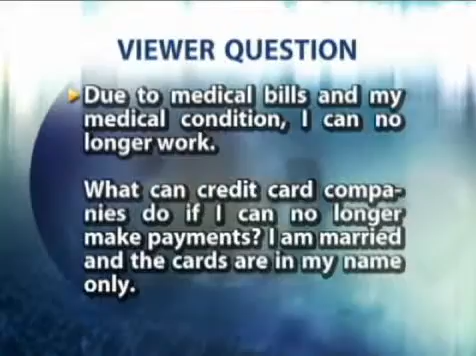 VIEWER QUESTION
Due to medical bills and my
medical condition, I can no
longer work.
What can credit card compa-
nies do if I can no longer
make payments? I am married
and the cards are in my name
only.